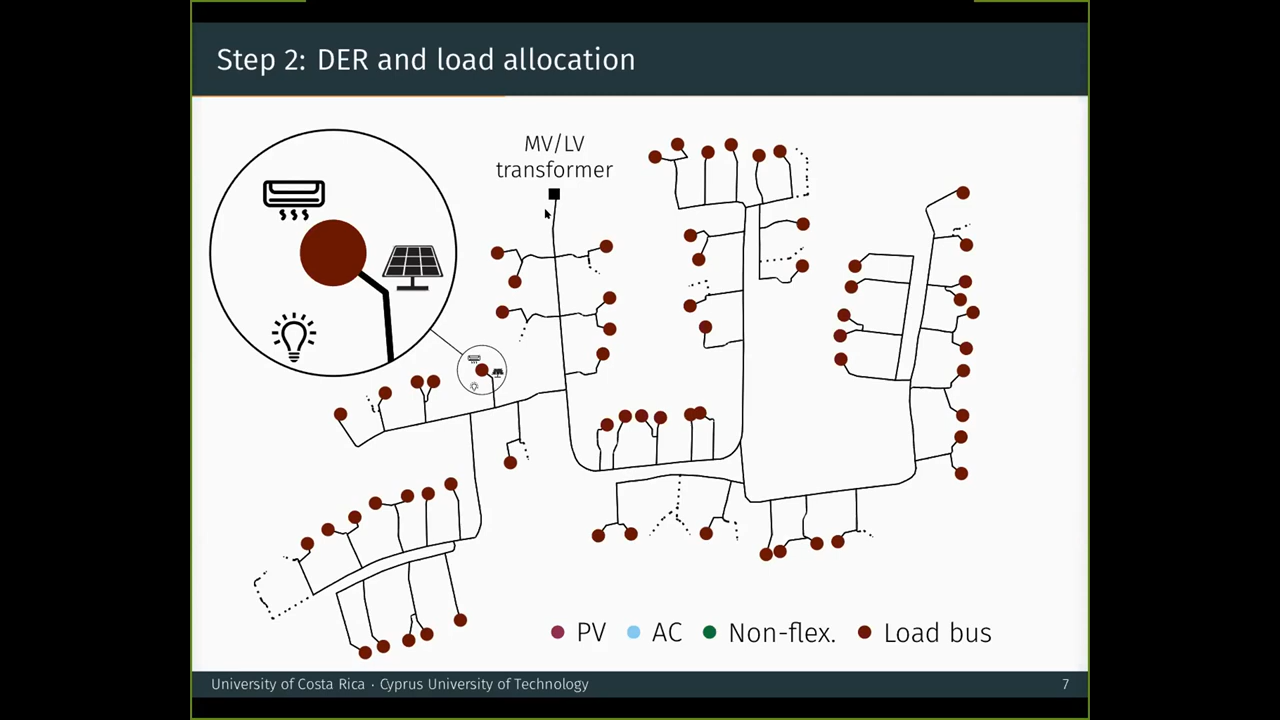 Step 2: DER and load allocation
MV/LV
transformer
PV
AC
Non-flex.
Load bus
University of Costa Rica · Cyprus University of Technology
7